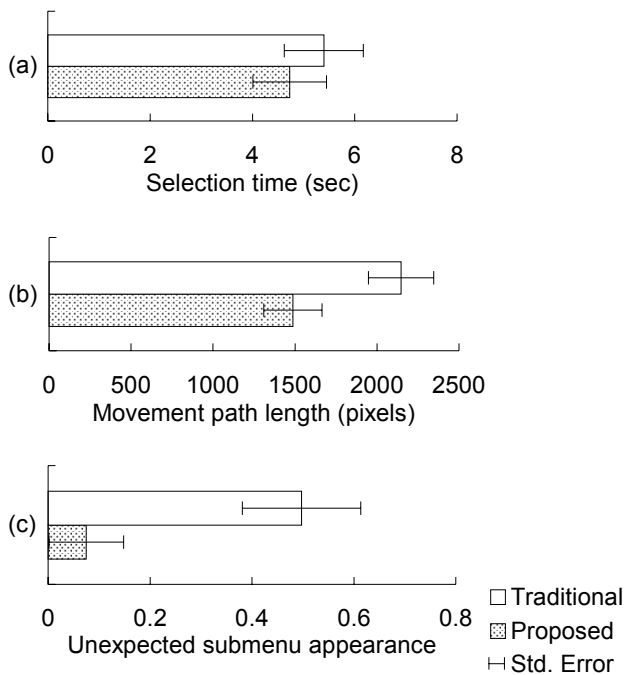 (a)
0 2 4 6 8
Selection time (sec)
(b)
0 500 1000 1500 2000 2500
Movement path length (pixels)
(c)
0 0.2 0.4 0.6 0.8
Unexpected submenu appearance
Traditional
Proposed
Std. Error